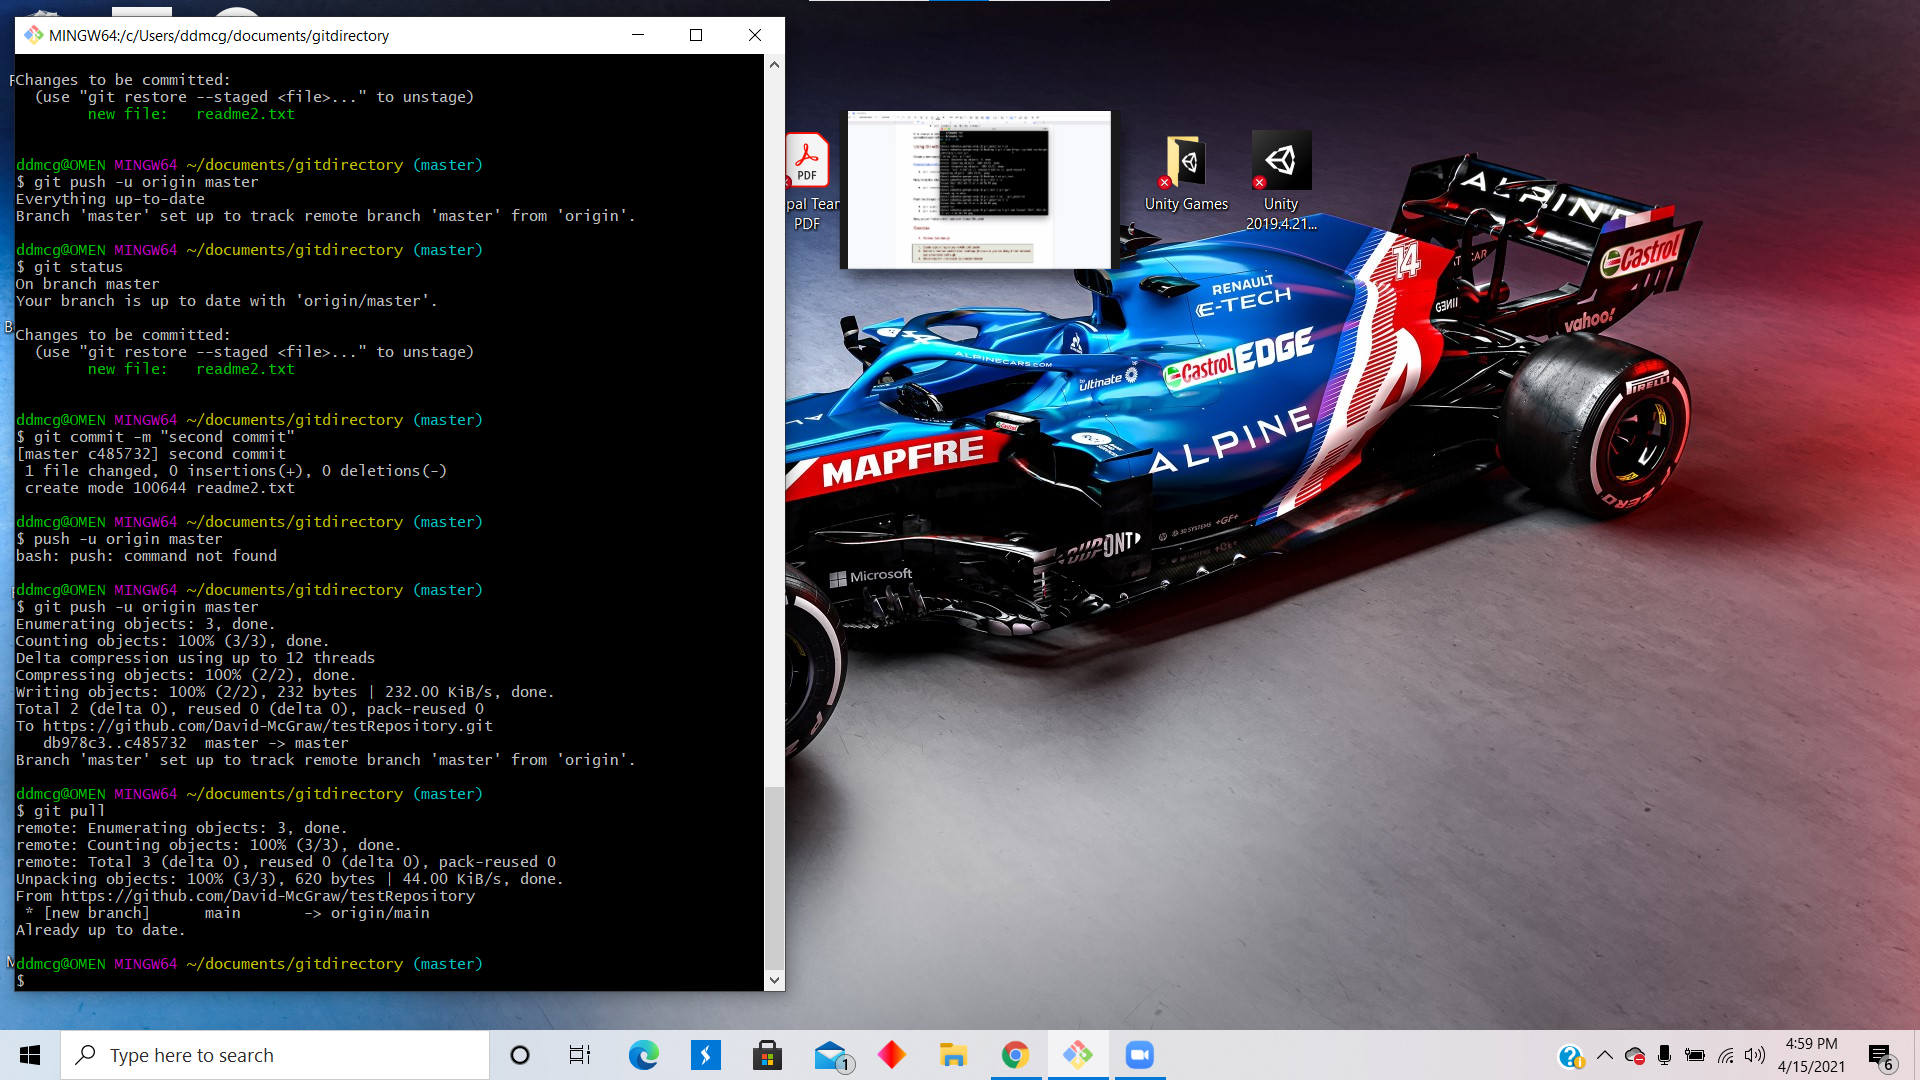 MINGW64:/c/Users/ddmcg/documents/gitdirectory
Changes to be committed:
(use "git restore --staged <file>..." to unstage)
new file: readme2.txt
ddmcg@OMEN MINGW64 ~/documents/gitdirectory (master)
$ git push -u origin master
Everything up-to-date
Branch 'master' set up to track remote branch 'master' from 'origin'.
ddmcg@OMEN MINGW64 ~/documents/gitdirectory (master)
$ git status
On branch master
Your branch is up to date with 'origin/master'.
Changes to be committed:
(use "git restore --staged <file>..." to unstage)
new file: readme2.txt
ddmcg@OMEN MINGW64 ~/documents/gitdirectory (master)
$ git commit -m "second commit"
[master c485732] second commit
1 file changed, 0 insertions(+), 0 deletions(-)
create mode 100644 readme2.txt
ddmcg@OMEN MINGW64 ~/documents/gitdirectory (master)
$ push -u origin master
bash: push: command not found
ddmcg@OMEN MINGW64 ~/documents/gitdirectory (master)
$ git push -u origin master
Enumerating objects: 3, done.
Counting objects: 100% (3/3), done.
Delta compression using up to 12 threads
Compressing objects: 100% (2/2), done.
Writing objects: 100% (2/2), 232 bytes | 232.00 KiB/s, done.
Total 2 (delta 0), reused 0 (delta 0), pack-reused 0
To https://github.com/David-McGraw/testRepository.git
db978c3..c485732 master -> master
Branch 'master' set up to track remote branch 'master' from 'origin'.
ddmcg@OMEN MINGW64 ~/documents/gitdirectory (master)
$ git pull
remote: Enumerating objects: 3, done.
remote: Counting objects: 100% (3/3), done.
remote: Total 3 (delta 0), reused 0 (delta 0), pack-reused 0
Unpacking objects: 100% (3/3), 620 bytes | 44.00 KiB/s, done.
From https://github.com/David-McGraw/testRepository
* [new branch] main -> origin/main
Already up to date.
ddmcg@OMEN MINGW64 ~/documents/gitdirectory (master)
$
PDF
pal Tear
PDF
Unity Games
Unity
2019.4.21...
ALPINE
Castrol
yahoo!
14
RENAULT
E-TECH
GENII
Castrol EDGE
ALPINECARS.COM
by ultimate
PIRELLI
ZERO
Castrol
RCI
ALPINE
MAPFRE
3D SYSTEMS +GF+
DUPONT
Microsoft
Type here to search
1
4:59 PM
4/15/2021
6